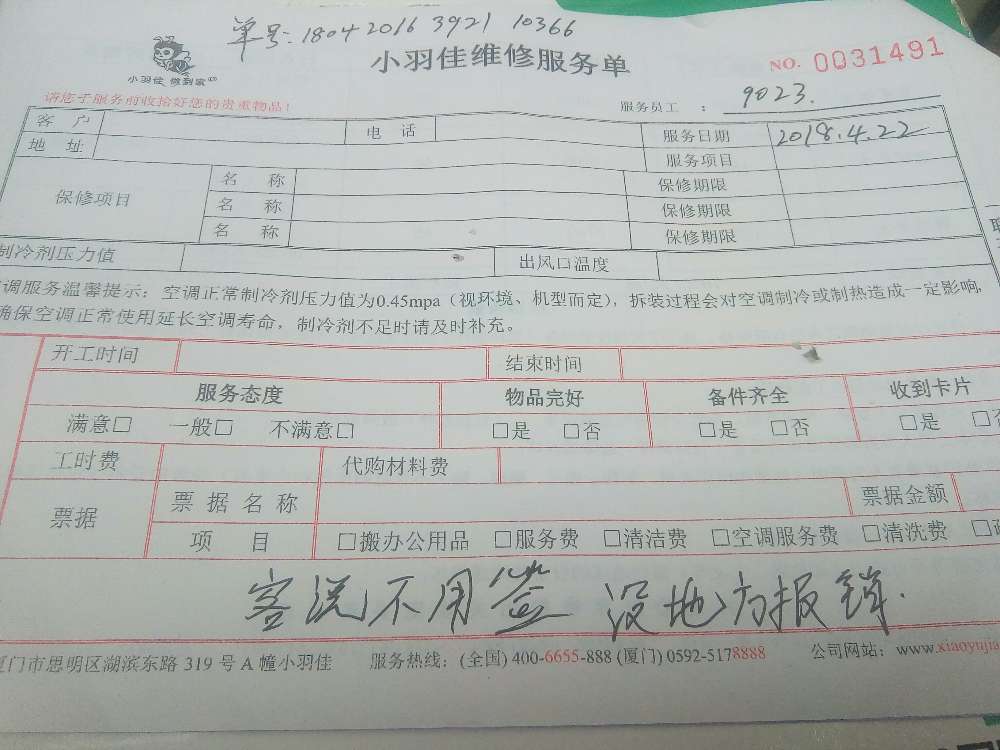 单号:1804 2016 3921 10366
小羽佳 做到家
小羽佳维修服务单
NO. 0031491
请您于服务前收拾好您的贵重物品!
服务员工 : 9023.
客 户 电 话 服务日期 2018.4.22
地 址 服务项目
保修项目
名 称 保修期限
名 称 保修期限
名 称 保修期限
制冷剂压力值 出风口温度
调服务温馨提示:空调正常制冷剂压力值为0.45mpa(视环境、机型而定),拆装过程会对空调制冷或制热造成一定影响,
确保空调正常使用延长空调寿命,制冷剂不足时请及时补充。
开工时间 结束时间
服务态度 物品完好 备件齐全 收到卡片
满意□ 一般□ 不满意□ □是 □否 □是 □否 □是 □否
工时费 代购材料费
票据 票据名称 票据金额
项 目 □搬办公用品 □服务费 □清洁费 □空调服务费 □清洗费
客说不用签 没地方报销.
厦门市思明区湖滨东路 319 号 A 幢小羽佳 服务热线:(全国) 400-6655-888 (厦门) 0592-5178888 公司网站:www.xiaoyujia